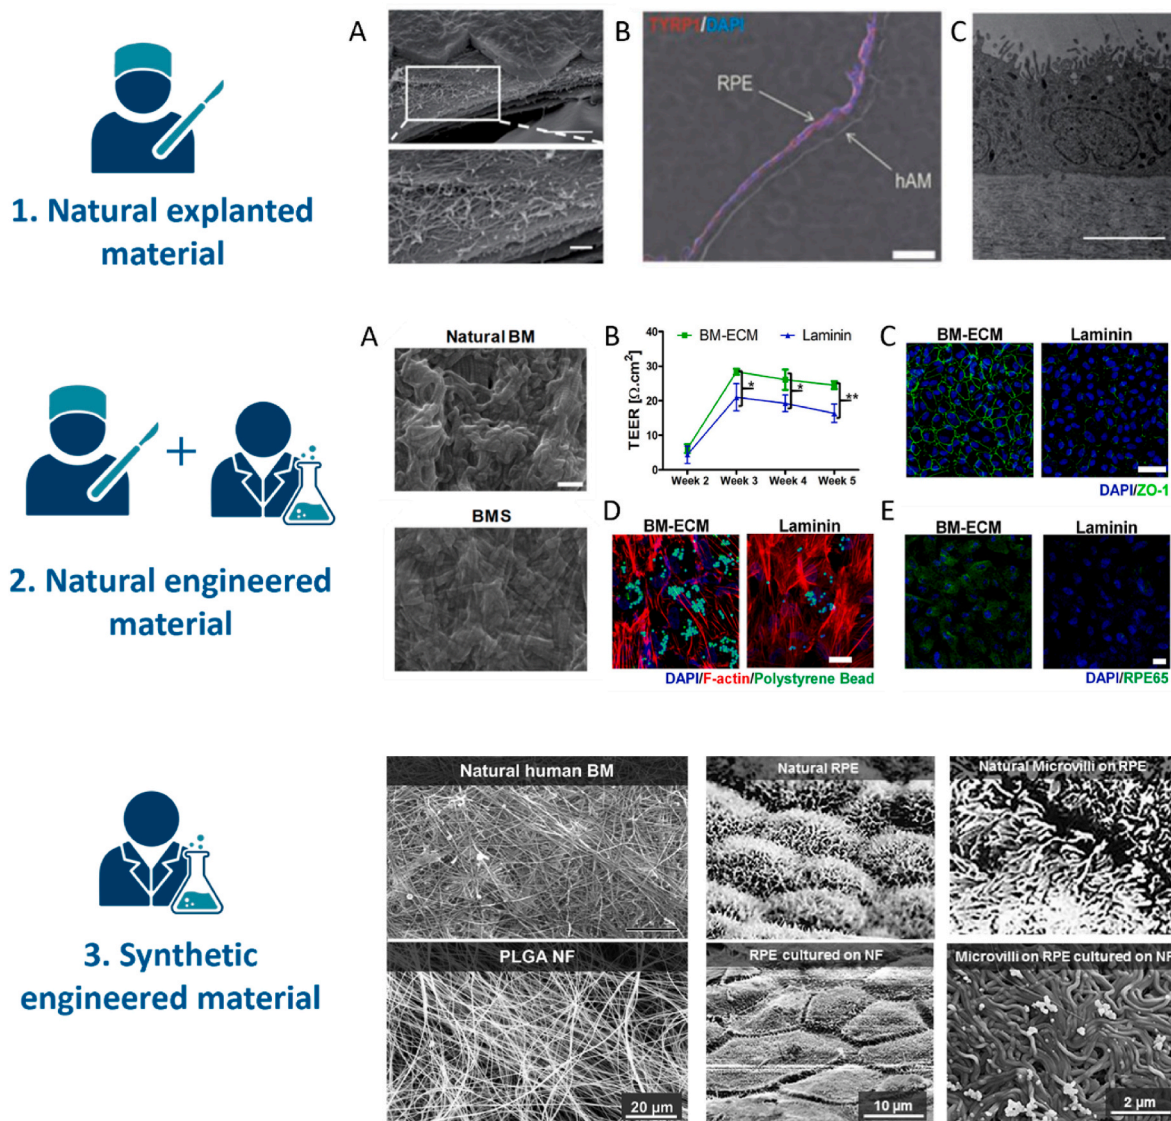 A
B
C
TYRP1/DAPI
RPE
hAM
1. Natural explanted
material
A
Natural BM
BMS
B
BM-ECM
Laminin
TEER [Ω.cm²]
40
30
20
10
0
*
*
**
Week 2
Week 3
Week 4
Week 5
C
BM-ECM
Laminin
DAPI/ZO-1
D
BM-ECM
Laminin
DAPI/F-actin/Polystyrene Bead
E
BM-ECM
Laminin
DAPI/RPE65
+
2. Natural engineered
material
Natural human BM
Natural RPE
Natural Microvilli on RPE
PLGA NF
RPE cultured on NF
Microvilli on RPE cultured on NF
20 µm
10 µm
2 µm
3. Synthetic
engineered material